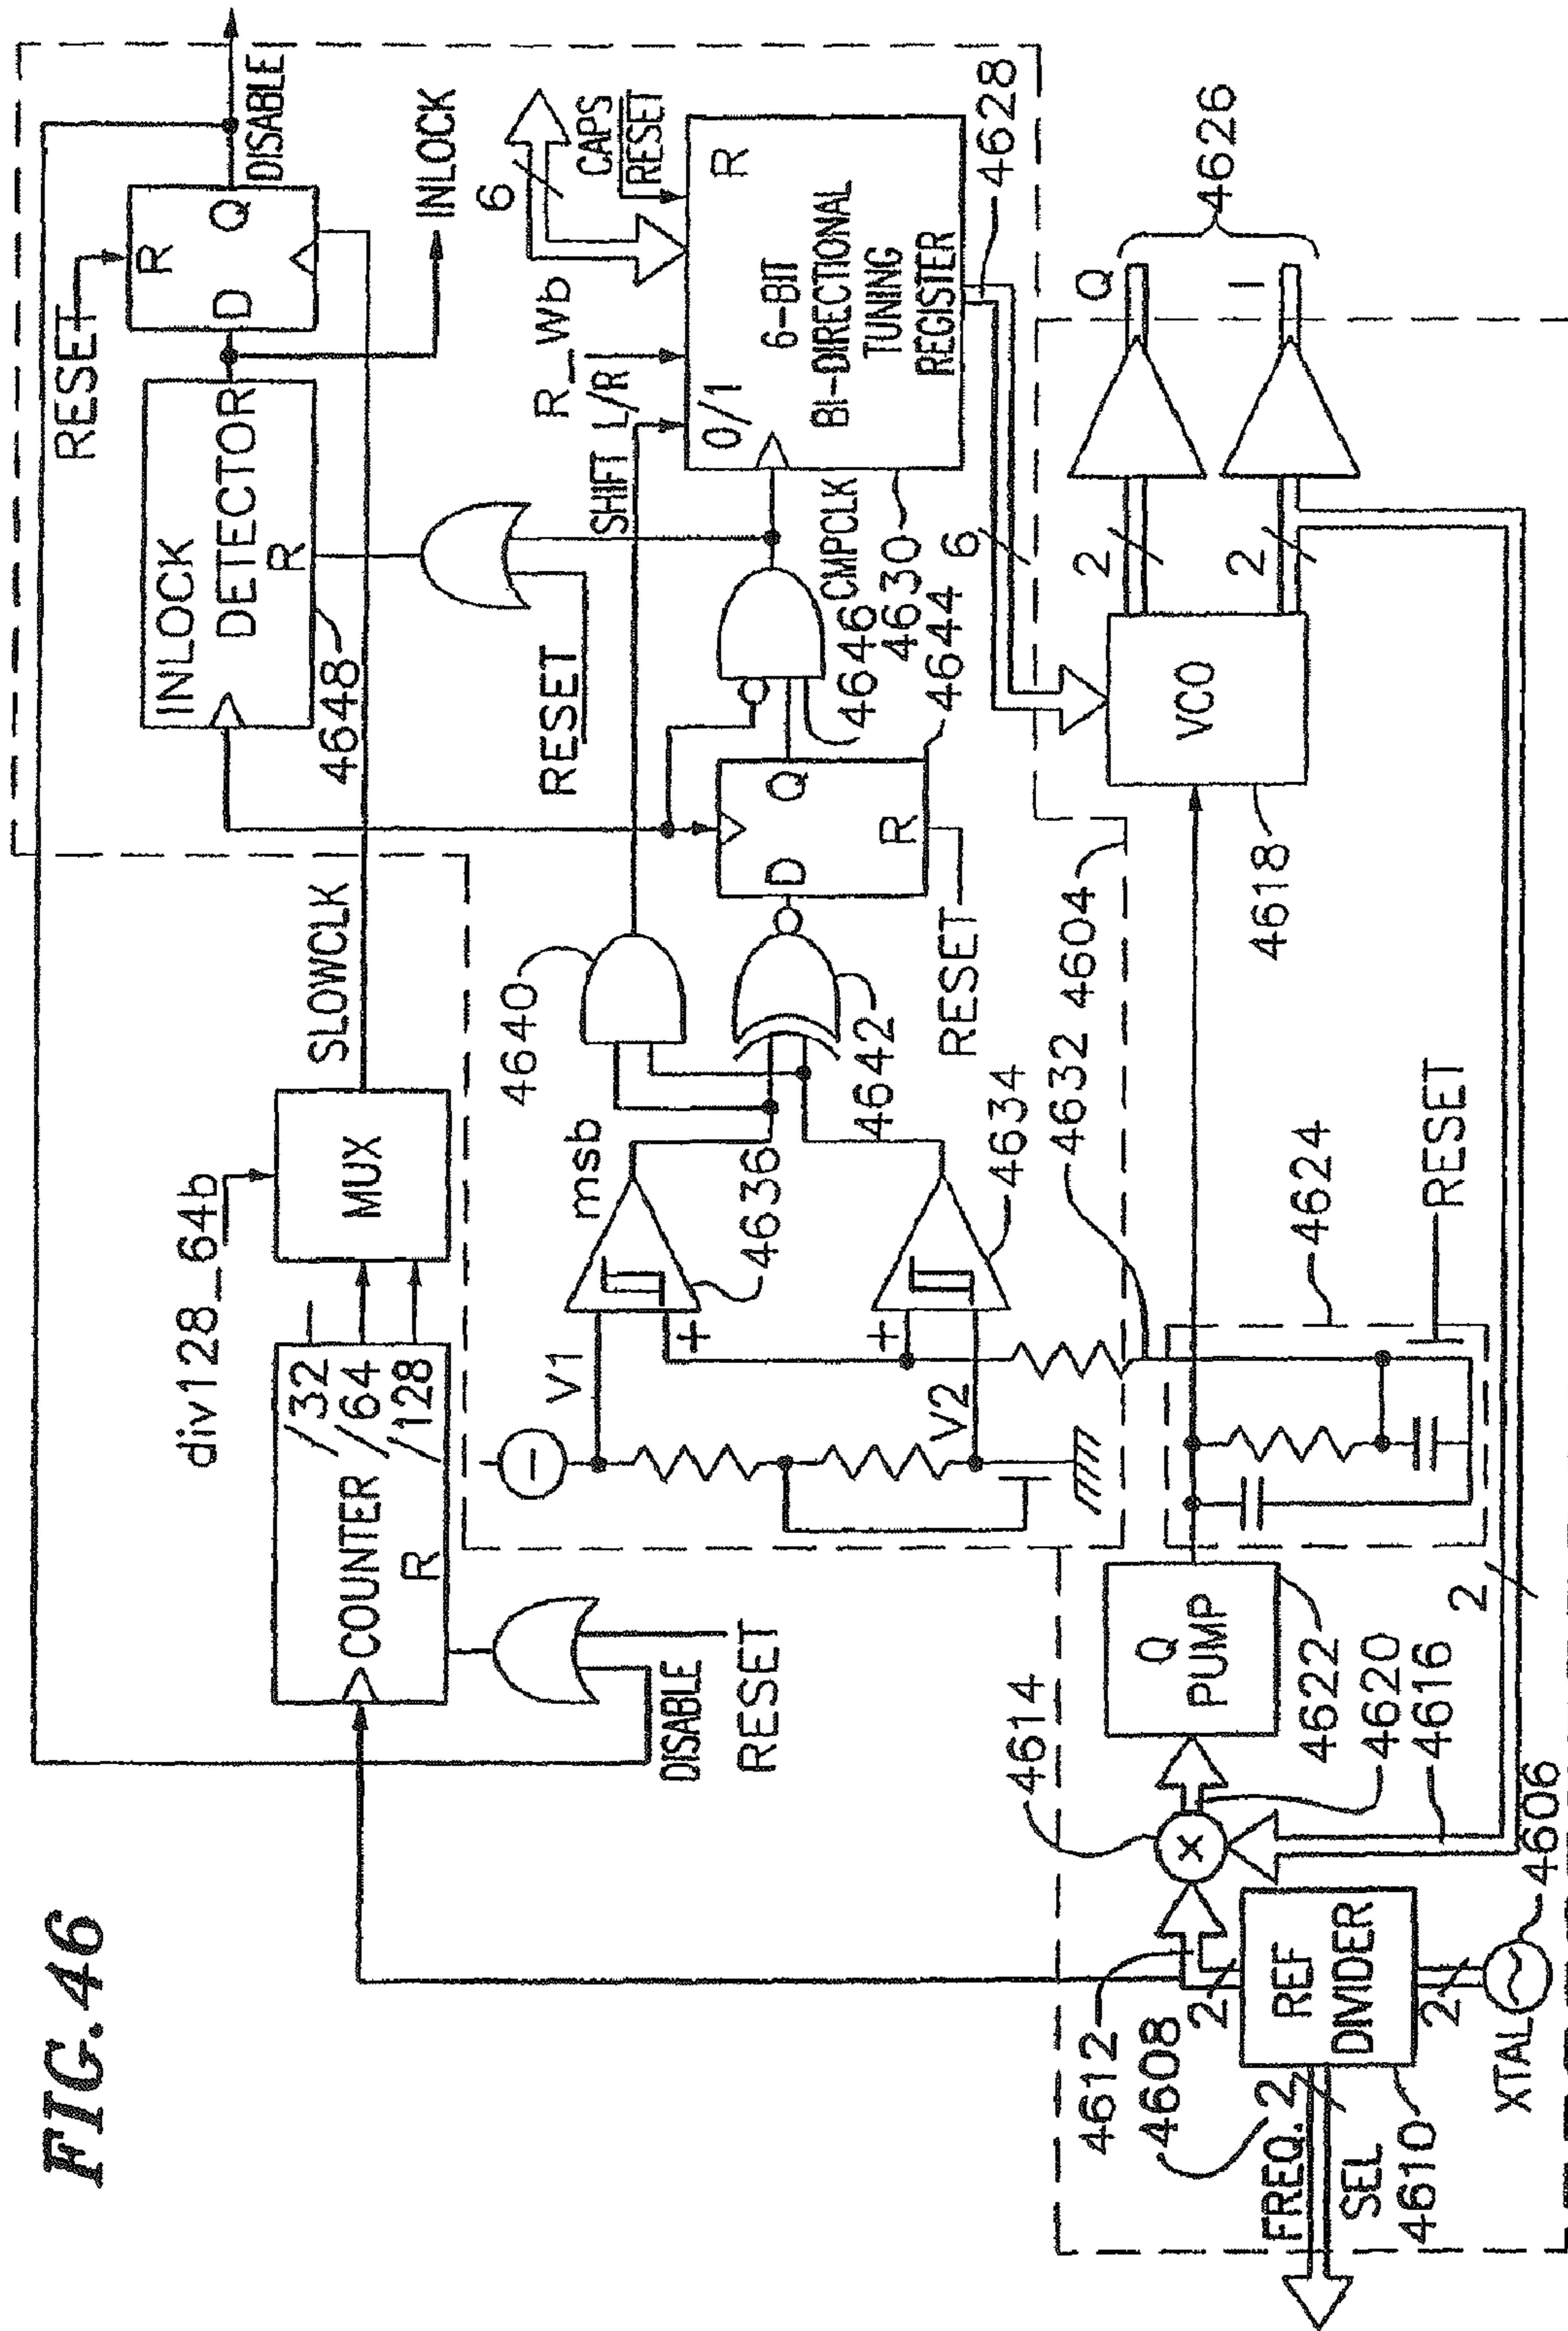 FIG.46
RESET
R
D
Q
DISABLE
INLOCK
DETECTOR
R
4648
INLOCK
SLOWCLK
div128_64b
MUX
COUNTER
/32
/64
/128
R
DISABLE
RESET
RESET
6
CAPS
RESET
R_Wb
SHIFT L/R
0/1
R
6-BIT
BI-DIRECTIONAL
TUNING
REGISTER
CMPCLK
4646
4630
4644
6
4628
4640
msb
4636
4642
4634
D
Q
R
RESET
V1
V2
+
+
4632
4604
VCO
4618
2
2
Q
I
4626
4624
RESET
Q
PUMP
4622
4620
4616
4614
X
2
4612
4608
2
REF
DIVIDER
FREQ.
SEL
2
4610
2
XTAL
4606